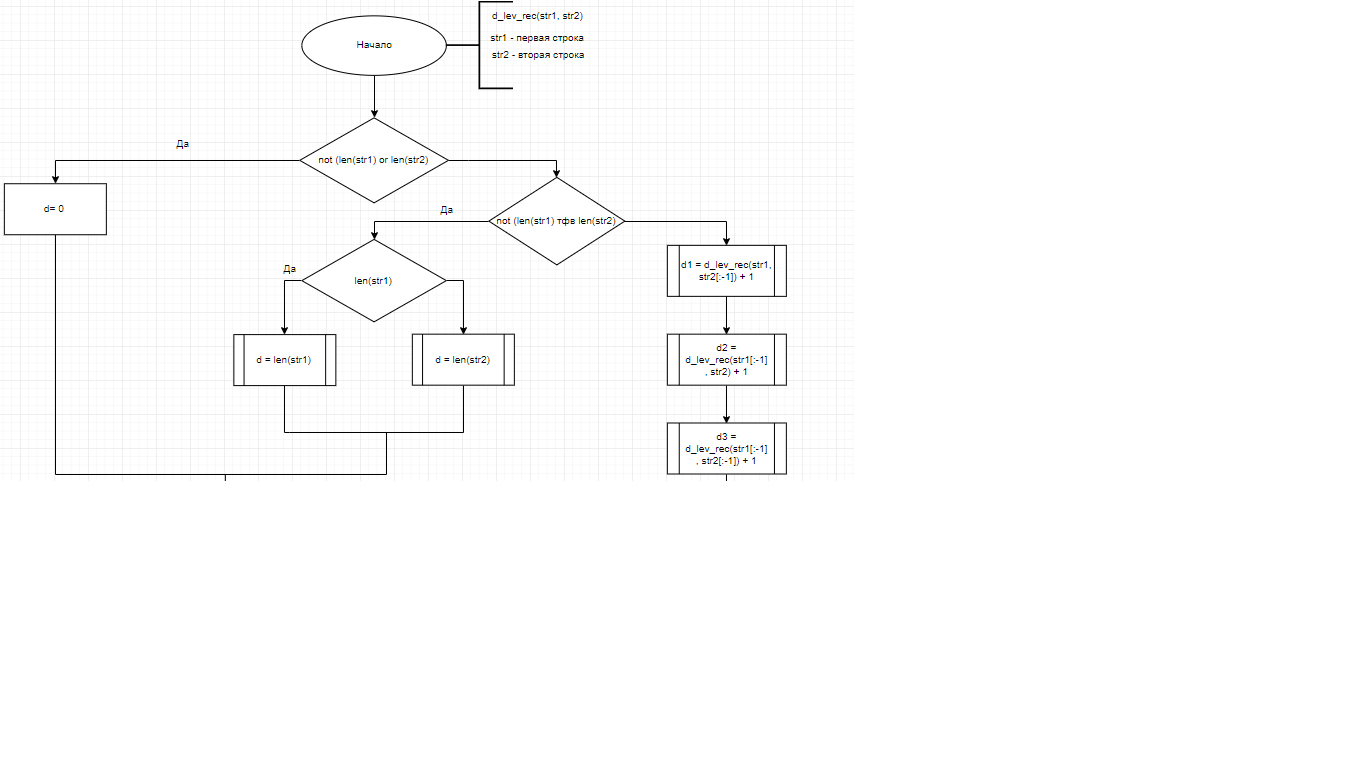 d_lev_rec(str1, str2)
str1 - первая строка
str2 - вторая строка
Начало
Да
not (len(str1) or len(str2)
d= 0
Да
not (len(str1) тфв len(str2)
Да
len(str1)
d1 = d_lev_rec(str1,
str2[:-1]) + 1
d = len(str1)
d = len(str2)
d2 =
d_lev_rec(str1[:-1]
, str2) + 1
d3 =
d_lev_rec(str1[:-1]
, str2[:-1]) + 1